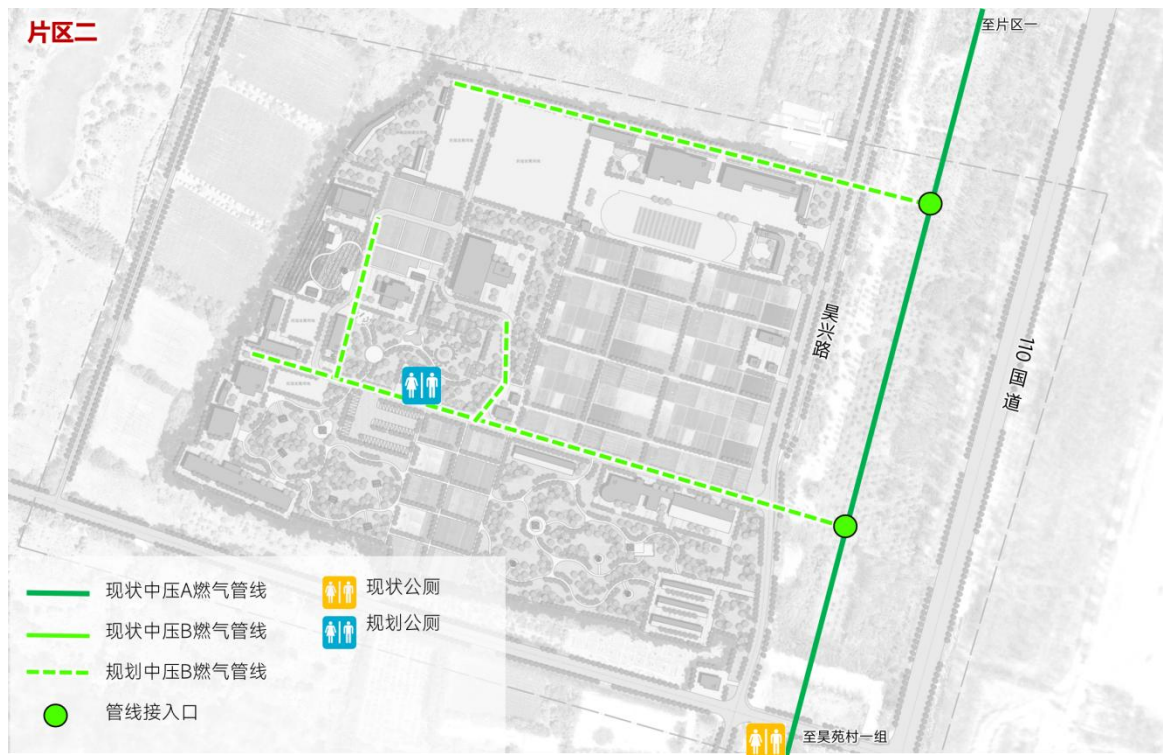 片区二
至片区一
昊兴路
110国道
现状中压A燃气管线
现状公厕
现状中压B燃气管线
规划公厕
规划中压B燃气管线
管线接入口
至昊苑村一组